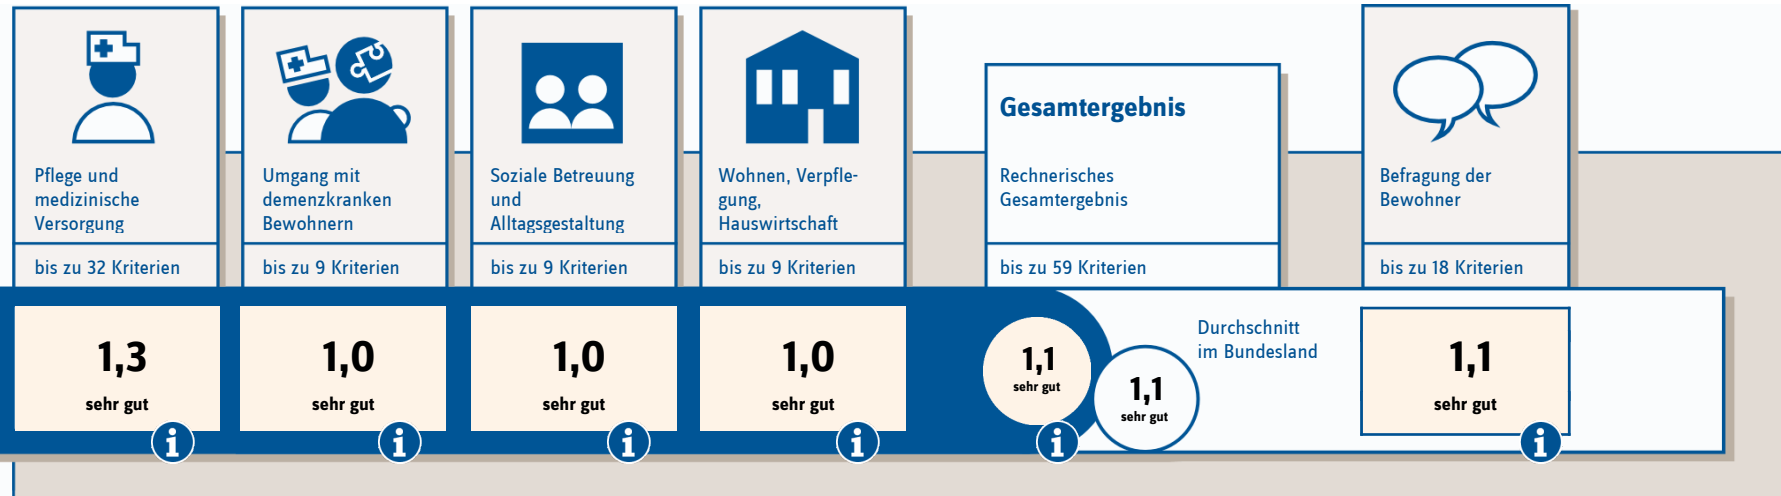 Pflege und
medizinische
Versorgung
bis zu 32 Kriterien
1,3
sehr gut
Umgang mit
demenzkranken
Bewohnern
bis zu 9 Kriterien
1,0
sehr gut
Soziale Betreuung
und
Alltagsgestaltung
bis zu 9 Kriterien
1,0
sehr gut
Wohnen, Verpfle-
gung,
Hauswirtschaft
bis zu 9 Kriterien
1,0
sehr gut
Gesamtergebnis
Rechnerisches
Gesamtergebnis
bis zu 59 Kriterien
1,1
sehr gut
1,1
sehr gut
Durchschnitt
im Bundesland
Befragung der
Bewohner
bis zu 18 Kriterien
1,1
sehr gut
i
i
i
i
i
i